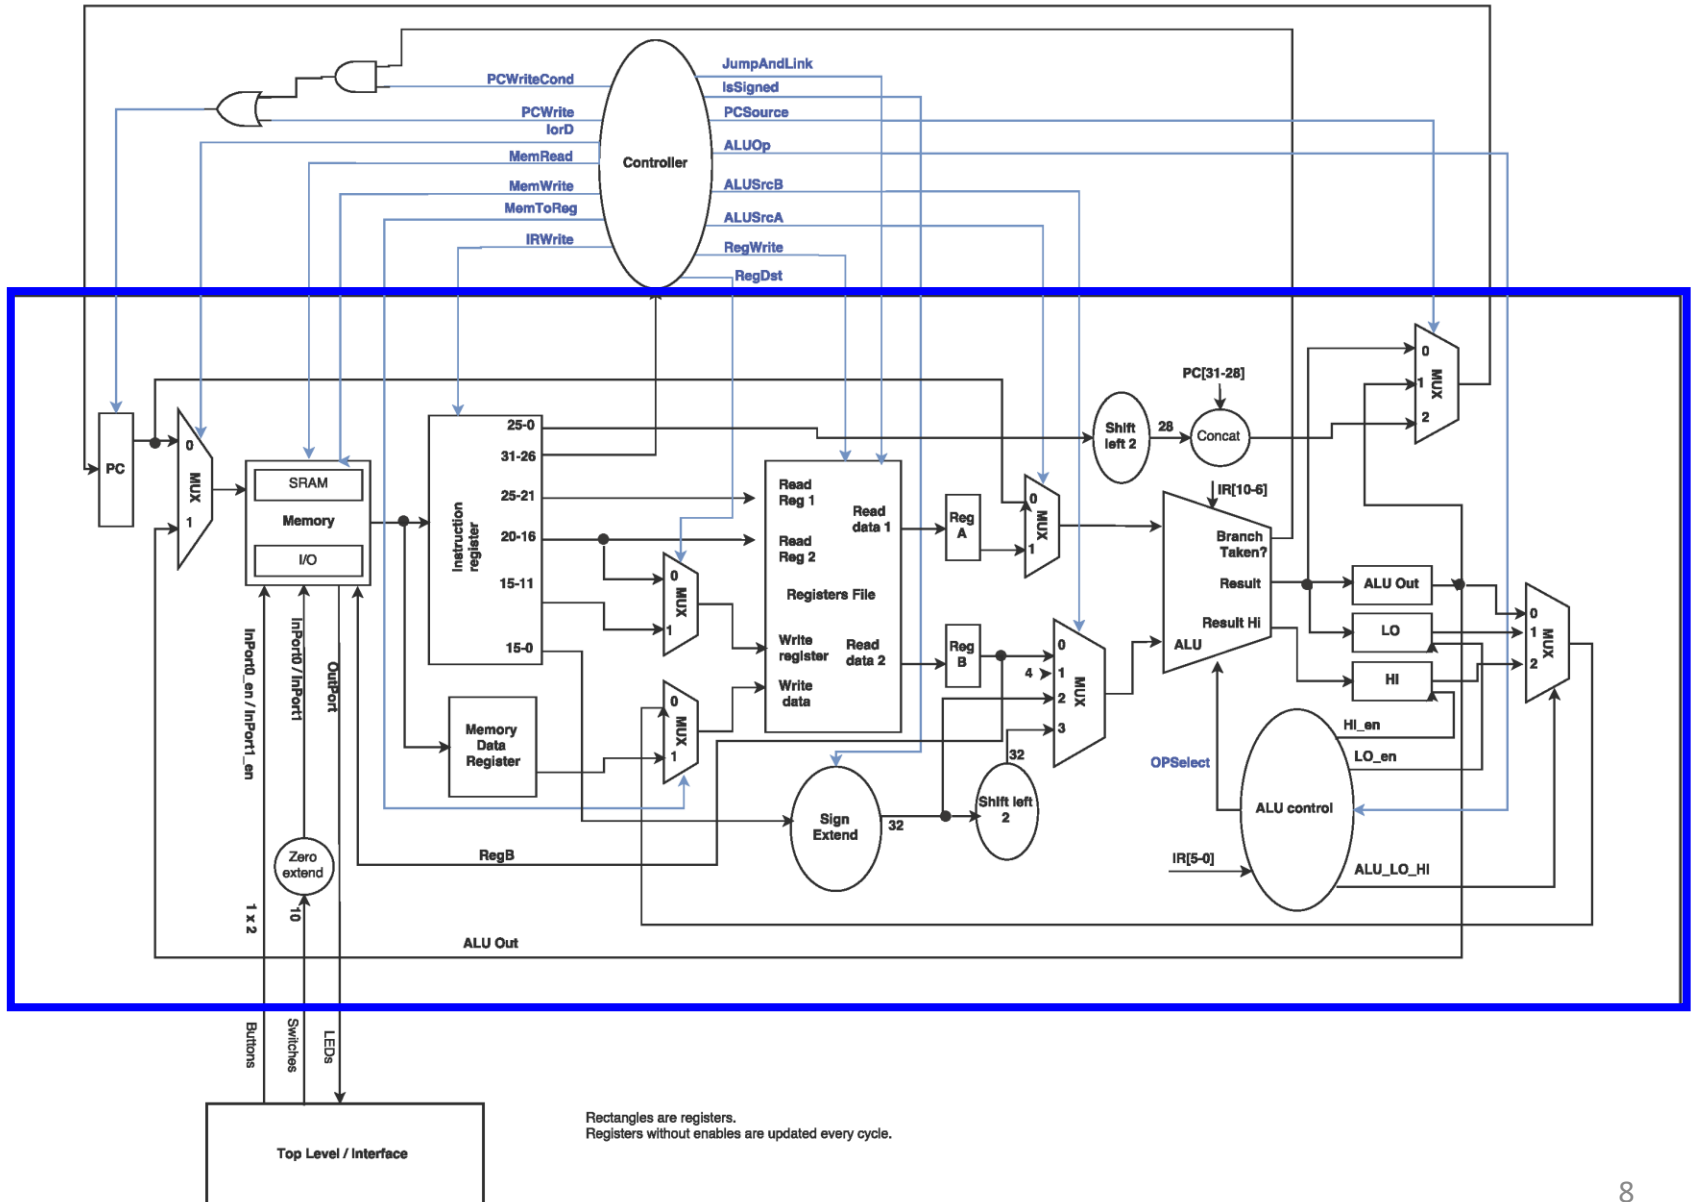 JumpAndLink
IsSigned
PCWriteCond
PCSource
PCWrite
IorD
ALUOp
Controller
MemRead
MemWrite
ALUSrcB
MemToReg
ALUSrcA
IRWrite
RegWrite
RegDst
PC
0
MUX
1
SRAM
Memory
I/O
Instruction
register
25-0
31-26
25-21
20-16
15-11
15-0
Memory
Data
Register
0
MUX
1
0
MUX
1
Read
Reg 1
Read
Reg 2
Registers File
Write
register
Write
data
Read
data 1
Read
data 2
Reg
A
Reg
B
0
MUX
1
0
4
1
MUX
2
3
Shift
left 2
28
PC[31-28]
Concat
0
1
MUX
2
IR[10-6]
Branch
Taken?
Result
Result Hi
ALU
ALU Out
LO
HI
0
1
MUX
2
HI_en
LO_en
OPSelect
ALU control
IR[5-0]
ALU_LO_HI
Sign
Extend
32
Shift left
2
32
RegB
ALU Out
InPort0_en / InPort1_en
InPort0 / InPort1
OutPort
Zero
extend
1 x 2
10
Buttons
Switches
LEDs
Top Level / Interface
Rectangles are registers.
Registers without enables are updated every cycle.
8